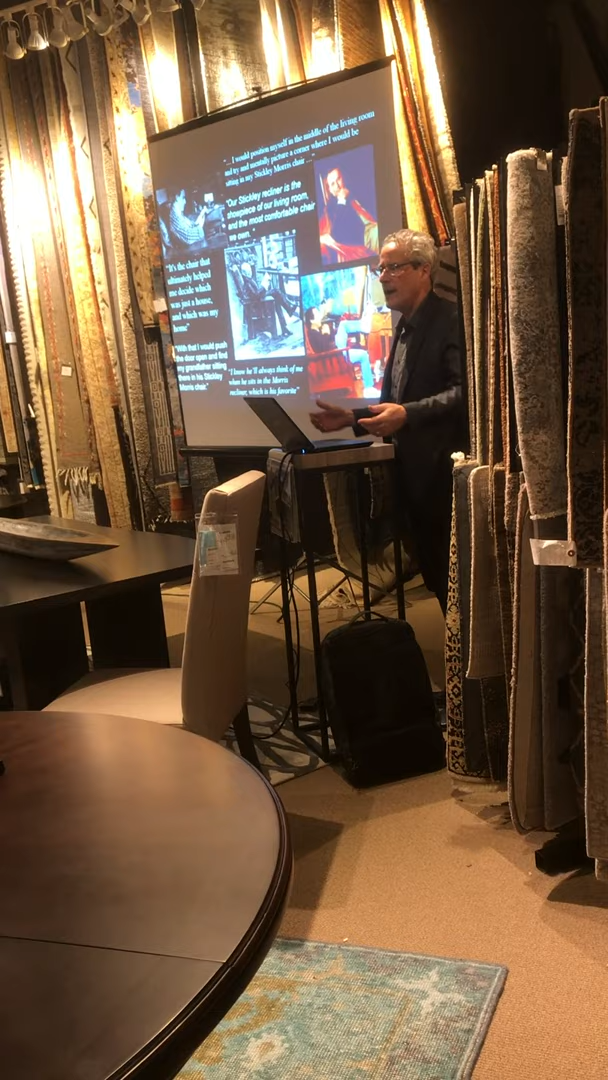 "... I would position myself in the middle of the living room
and try and mentally picture a corner where I would be
sitting in my Stickley Morris chair ..."
"Our Stickley recliner is the
showpiece of our living room,
and the most comfortable chair
we own."
"It's the chair that
ultimately helped
me decide which
was just a house,
and which was my
home"
"With that I would push
the door open and find
my grandfather sitting
there in his Stickley
Morris chair."
"I know he'll always think of me
when he sits in the Morris
recliner, which is his favorite"